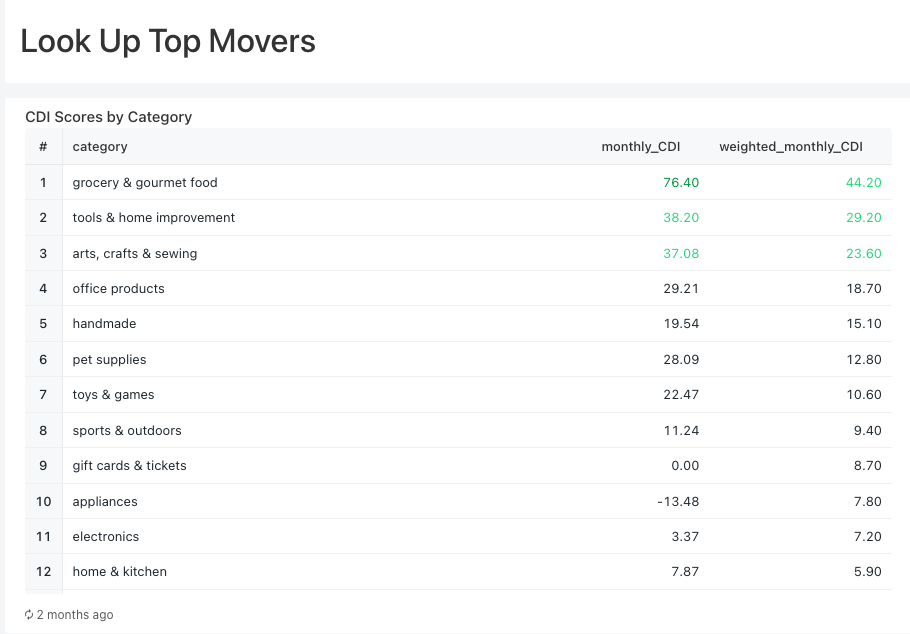 Look Up Top Movers
CDI Scores by Category
# category monthly_CDI weighted_monthly_CDI
1 grocery & gourmet food 76.40 44.20
2 tools & home improvement 38.20 29.20
3 arts, crafts & sewing 37.08 23.60
4 office products 29.21 18.70
5 handmade 19.54 15.10
6 pet supplies 28.09 12.80
7 toys & games 22.47 10.60
8 sports & outdoors 11.24 9.40
9 gift cards & tickets 0.00 8.70
10 appliances -13.48 7.80
11 electronics 3.37 7.20
12 home & kitchen 7.87 5.90
2 months ago